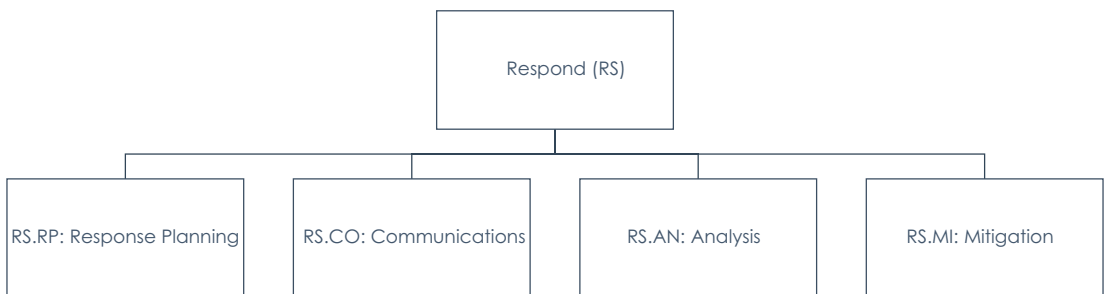 Respond (RS)
RS.RP: Response Planning
RS.CO: Communications
RS.AN: Analysis
RS.MI: Mitigation